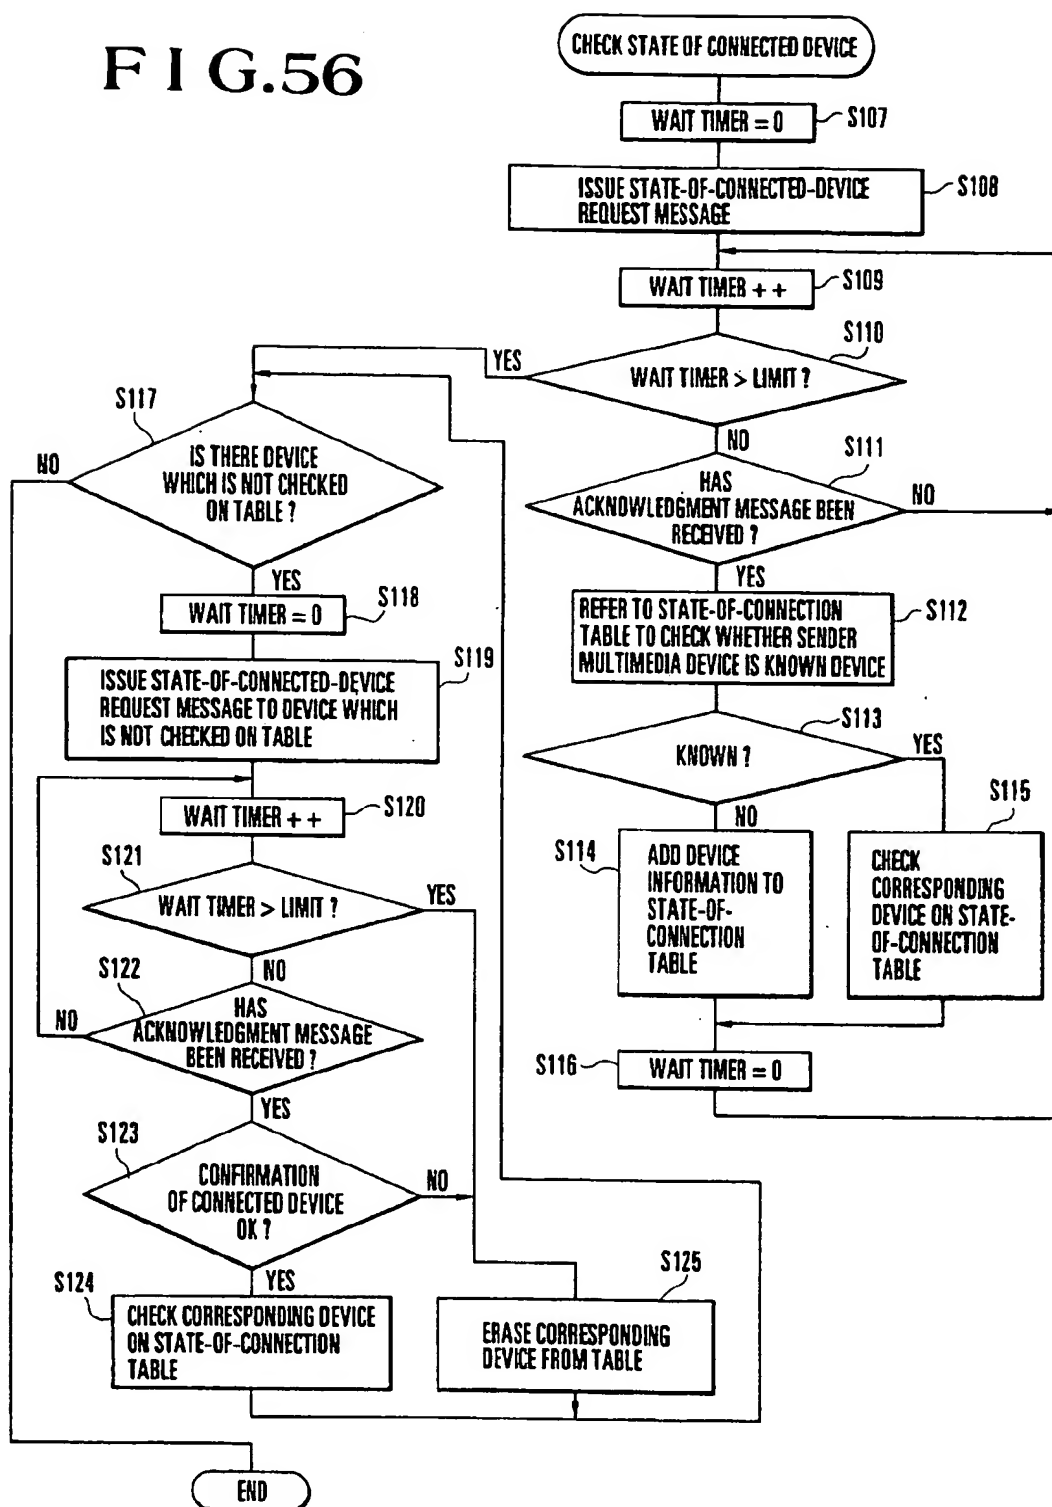 FIG.56
CHECK STATE OF CONNECTED DEVICE
WAIT TIMER = 0
S107
ISSUE STATE-OF-CONNECTED-DEVICE
REQUEST MESSAGE
S108
WAIT TIMER + +
S109
S110
WAIT TIMER > LIMIT ?
YES
NO
S111
HAS
ACKNOWLEDGMENT MESSAGE BEEN
RECEIVED ?
NO
YES
S112
REFER TO STATE-OF-CONNECTION
TABLE TO CHECK WHETHER SENDER
MULTIMEDIA DEVICE IS KNOWN DEVICE
S113
KNOWN ?
YES
NO
S114
ADD DEVICE
INFORMATION TO
STATE-OF-
CONNECTION
TABLE
S115
CHECK
CORRESPONDING
DEVICE ON STATE-
OF-CONNECTION
TABLE
S116
WAIT TIMER = 0
S117
IS THERE DEVICE
WHICH IS NOT CHECKED
ON TABLE ?
NO
YES
S118
WAIT TIMER = 0
S119
ISSUE STATE-OF-CONNECTED-DEVICE
REQUEST MESSAGE TO DEVICE WHICH
IS NOT CHECKED ON TABLE
WAIT TIMER + +
S120
S121
WAIT TIMER > LIMIT ?
YES
NO
S122
HAS
ACKNOWLEDGMENT MESSAGE
BEEN RECEIVED ?
NO
YES
S123
CONFIRMATION
OF CONNECTED DEVICE
OK ?
NO
YES
S124
CHECK CORRESPONDING DEVICE
ON STATE-OF-CONNECTION
TABLE
S125
ERASE CORRESPONDING
DEVICE FROM TABLE
END